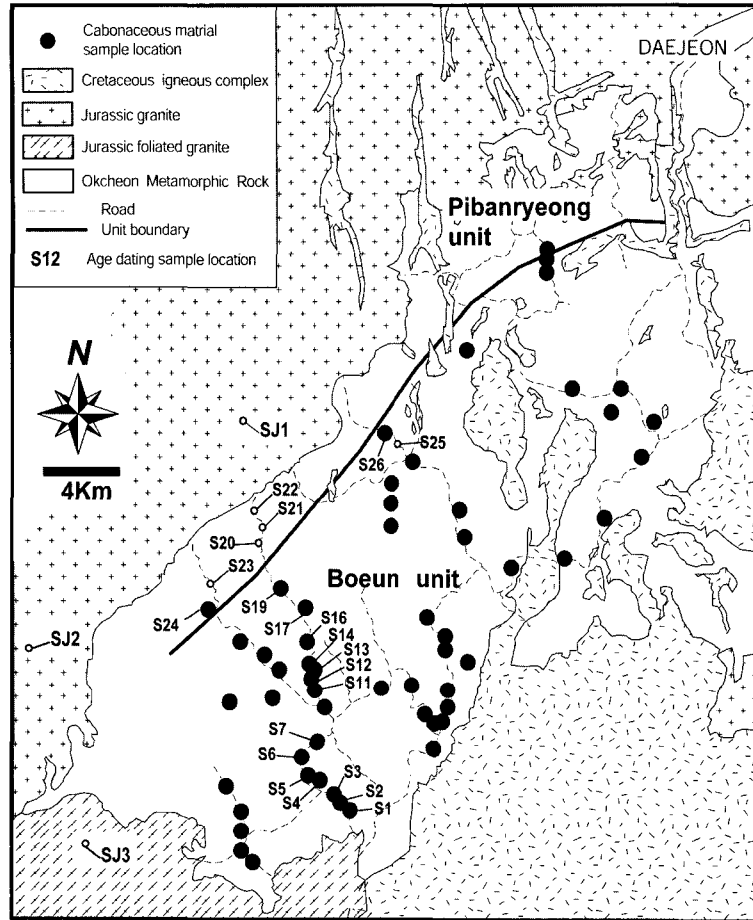 Cabonaceous matrial
sample location
Cretaceous igneous complex
Jurassic granite
Jurassic foliated granite
Okcheon Metamorphic Rock
Road
Unit boundary
S12 Age dating sample location
DAEJEON
Pibanryeong
unit
N
4Km
SJ1
S25
S26
S22
S21
S20
S23
Boeun unit
S19
S24
S17
S16
S14
S13
S12
S11
SJ2
S7
S6
S5
S4
S3
S2
S1
SJ3